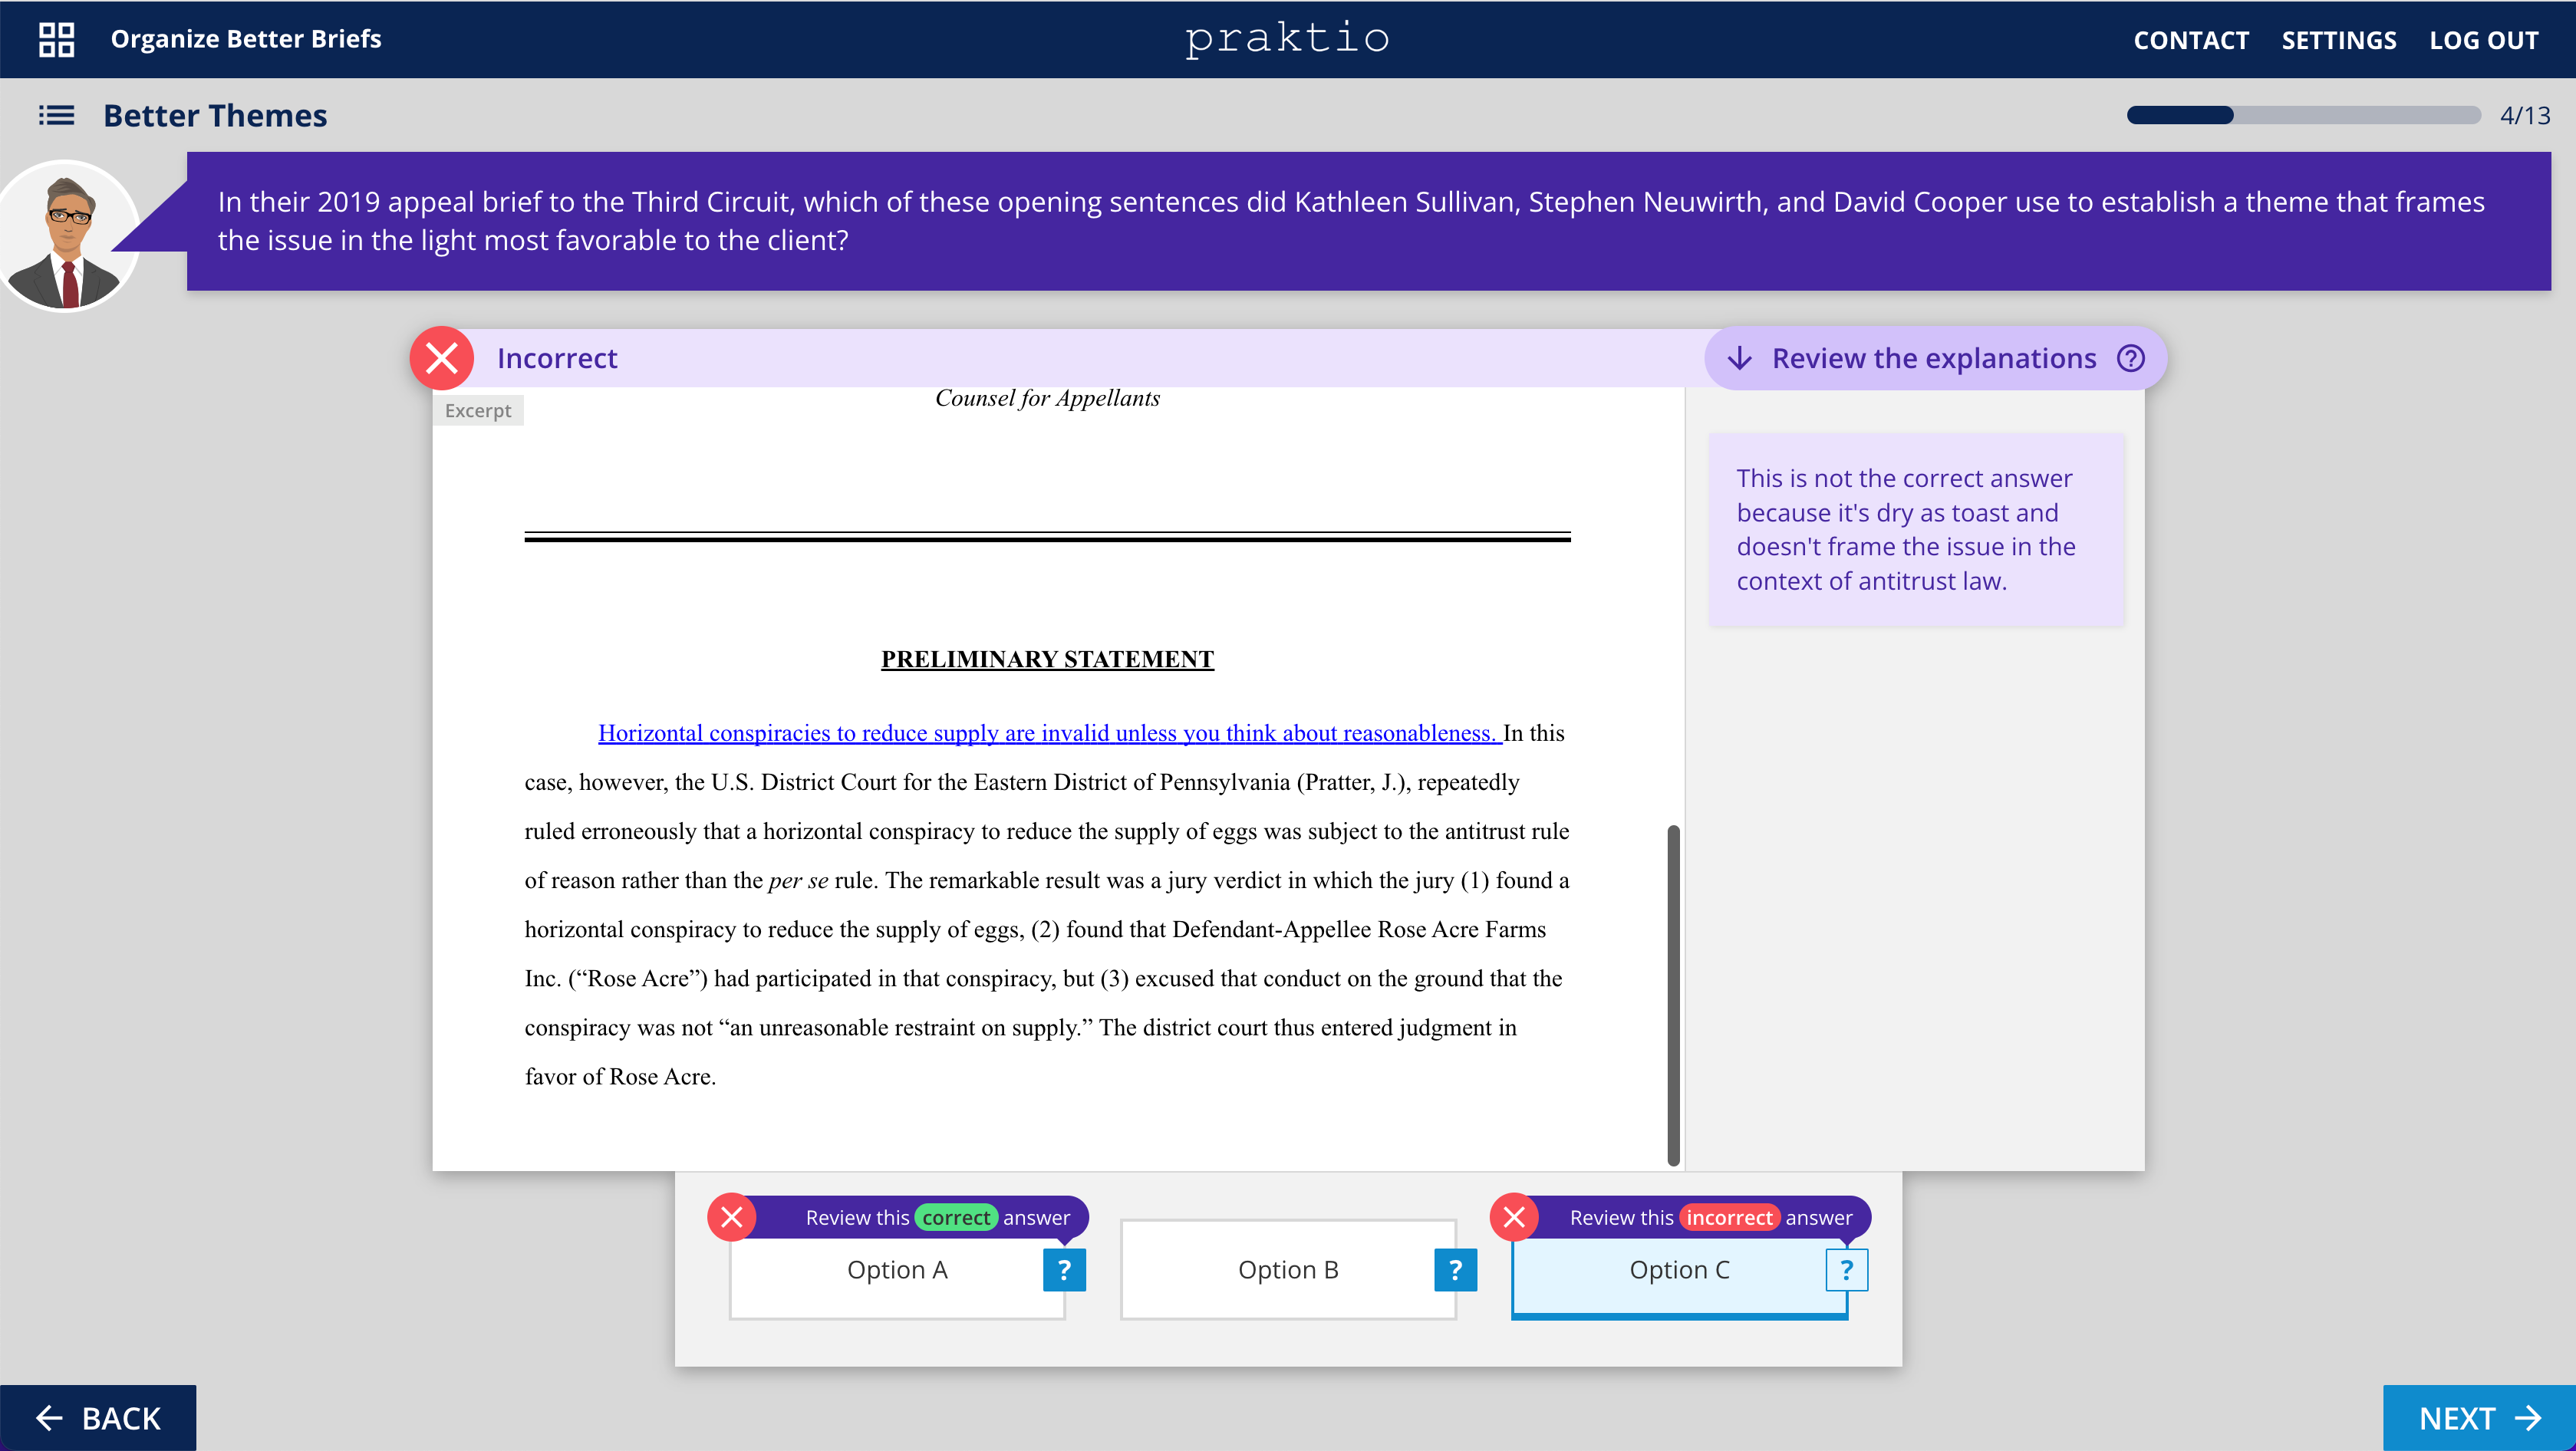 Organize Better Briefs
praktio
CONTACT SETTINGS LOG OUT
Better Themes
4/13
In their 2019 appeal brief to the Third Circuit, which of these opening sentences did Kathleen Sullivan, Stephen Neuwirth, and David Cooper use to establish a theme that frames
the issue in the light most favorable to the client?
Incorrect
Review the explanations ?
Excerpt
Counsel for Appellants
PRELIMINARY STATEMENT
Horizontal conspiracies to reduce supply are invalid unless you think about reasonableness. In this
case, however, the U.S. District Court for the Eastern District of Pennsylvania (Pratter, J.), repeatedly
ruled erroneously that a horizontal conspiracy to reduce the supply of eggs was subject to the antitrust rule
of reason rather than the per se rule. The remarkable result was a jury verdict in which the jury (1) found a
horizontal conspiracy to reduce the supply of eggs, (2) found that Defendant-Appellee Rose Acre Farms
Inc. (“Rose Acre”) had participated in that conspiracy, but (3) excused that conduct on the ground that the
conspiracy was not “an unreasonable restraint on supply.” The district court thus entered judgment in
favor of Rose Acre.
This is not the correct answer
because it's dry as toast and
doesn't frame the issue in the
context of antitrust law.
Review this correct answer
Option A ?
Option B ?
Review this incorrect answer
Option C ?
BACK
NEXT